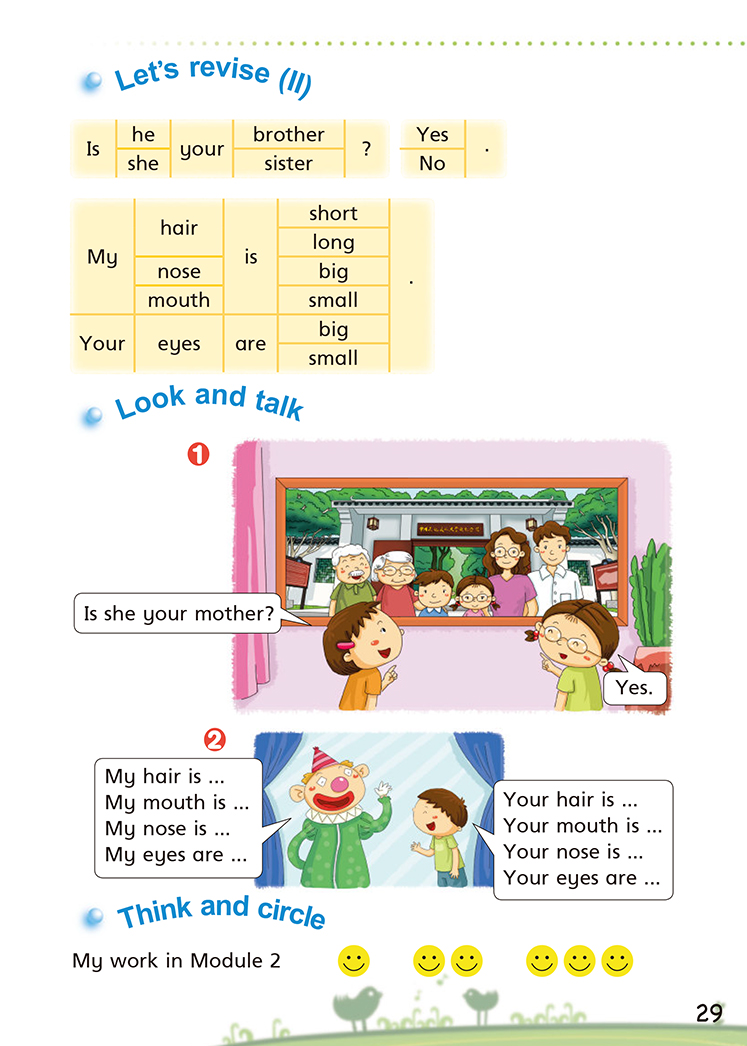 Let's revise (II)
Is he your brother ? Yes .
she sister No
My hair is short .
long
nose big
mouth small
Your eyes are big
small
Look and talk
1
Is she your mother?
Yes.
2
My hair is ...
My mouth is ...
My nose is ...
My eyes are ...
Your hair is ...
Your mouth is ...
Your nose is ...
Your eyes are ...
Think and circle
My work in Module 2
29